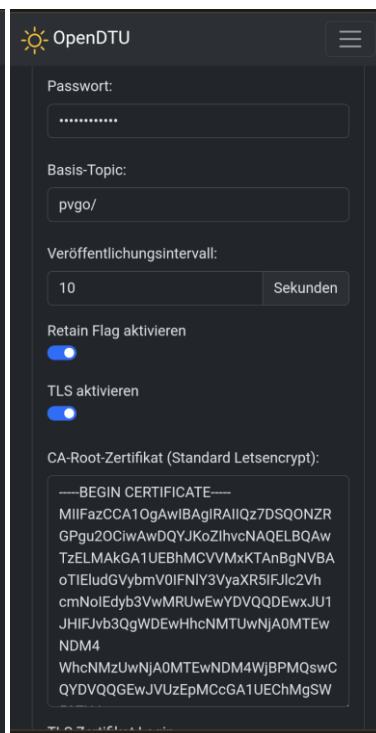 OpenDTU
Passwort:
••••••••••••
Basis-Topic:
pvgo/
Veröffentlichungsintervall:
10
Sekunden
Retain Flag aktivieren
TLS aktivieren
CA-Root-Zertifikat (Standard Letsencrypt):
-----BEGIN CERTIFICATE-----
MIIFazCCA1OgAwIBAgIRAIIQz7DSQONZR
GPgu2OCiwAwDQYJKoZIhvcNAQELBQAw
TzELMAkGA1UEBhMCVVMxKTAnBgNVBA
oTIEludGVybmV0IFNlY3VyaXR5IFJlc2Vh
cmNoIEdyb3VwMRUwEwYDVQQDEwxJU1
JHIFJvb3QgWDEwHhcNMTUwNjA0MTEw
NDM4
WhcNMzUwNjA0MTEwNDM4WjBPMQswC
QYDVQQGEwJVUzEpMCcGA1UEChMgSW